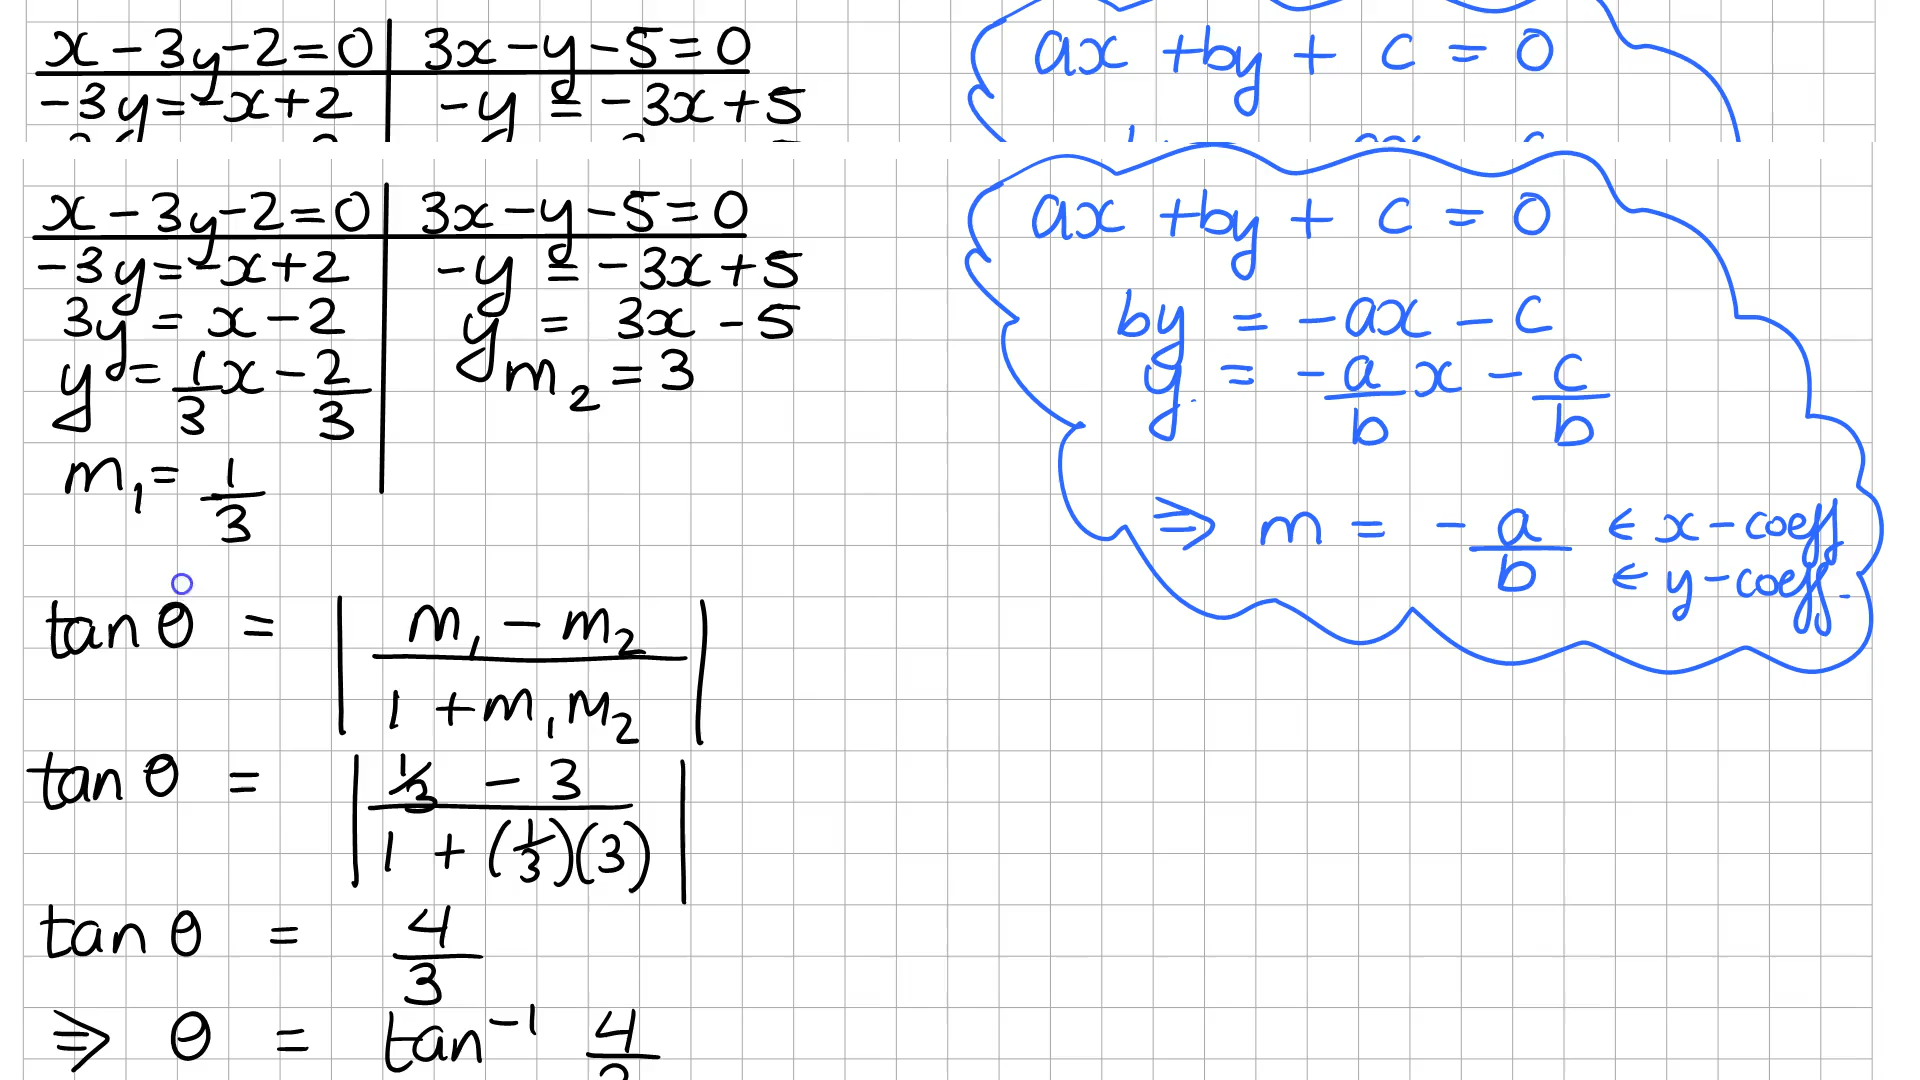 x - 3y - 2 = 0 | 3x - y - 5 = 0
-3y = -x + 2 | -y = -3x + 5
ax + by + c = 0
x - 3y - 2 = 0 | 3x - y - 5 = 0
-3y = -x + 2 | -y = -3x + 5
3y = x - 2 | y = 3x - 5
y = 1/3 x - 2/3 | m₂ = 3
m₁ = 1/3
ax + by + c = 0
by = -ax - c
y = -a/b x - c/b
⇒ m = -a/b ← x-coeff
← y-coeff.
tan θ = | (m₁ - m₂) / (1 + m₁m₂) |
tan θ = | (1/3 - 3) / (1 + (1/3)(3)) |
tan θ = 4/3
⇒ θ = tan⁻¹ 4